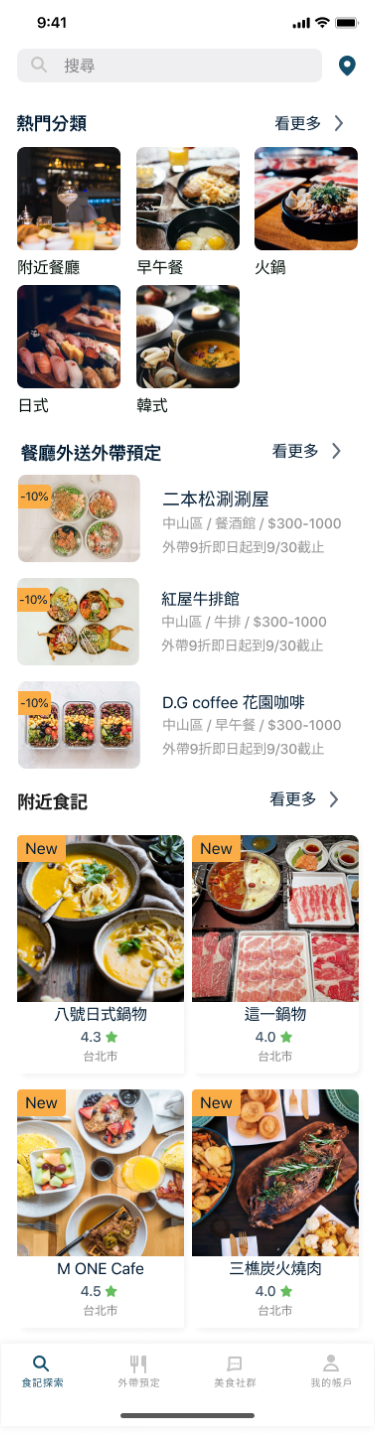 9:41
搜尋
熱門分類 看更多
附近餐廳 早午餐 火鍋
日式 韓式
餐廳外送外帶預定 看更多
-10%
二本松涮涮屋
中山區 / 餐酒館 / $300-1000
外帶9折即日起到9/30截止
-10%
紅屋牛排館
中山區 / 牛排 / $300-1000
外帶9折即日起到9/30截止
-10%
D.G coffee 花園咖啡
中山區 / 早午餐 / $300-1000
外帶9折即日起到9/30截止
附近食記 看更多
New New
八號日式鍋物 這一鍋物
4.3 4.0
台北市 台北市
New New
M ONE Cafe 三樵炭火燒肉
4.5 4.0
台北市 台北市
食記探索 外帶預定 美食社群 我的帳戶